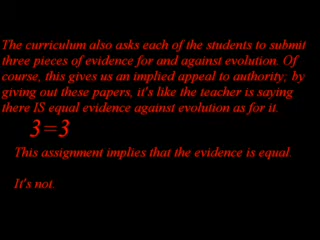 The curriculum also asks each of the students to submit
three pieces of evidence for and against evolution. Of
course, this gives us an implied appeal to authority; by
giving out these papers, it's like the teacher is saying
there IS equal evidence against evolution as for it.
3=3
This assignment implies that the evidence is equal.
It's not.